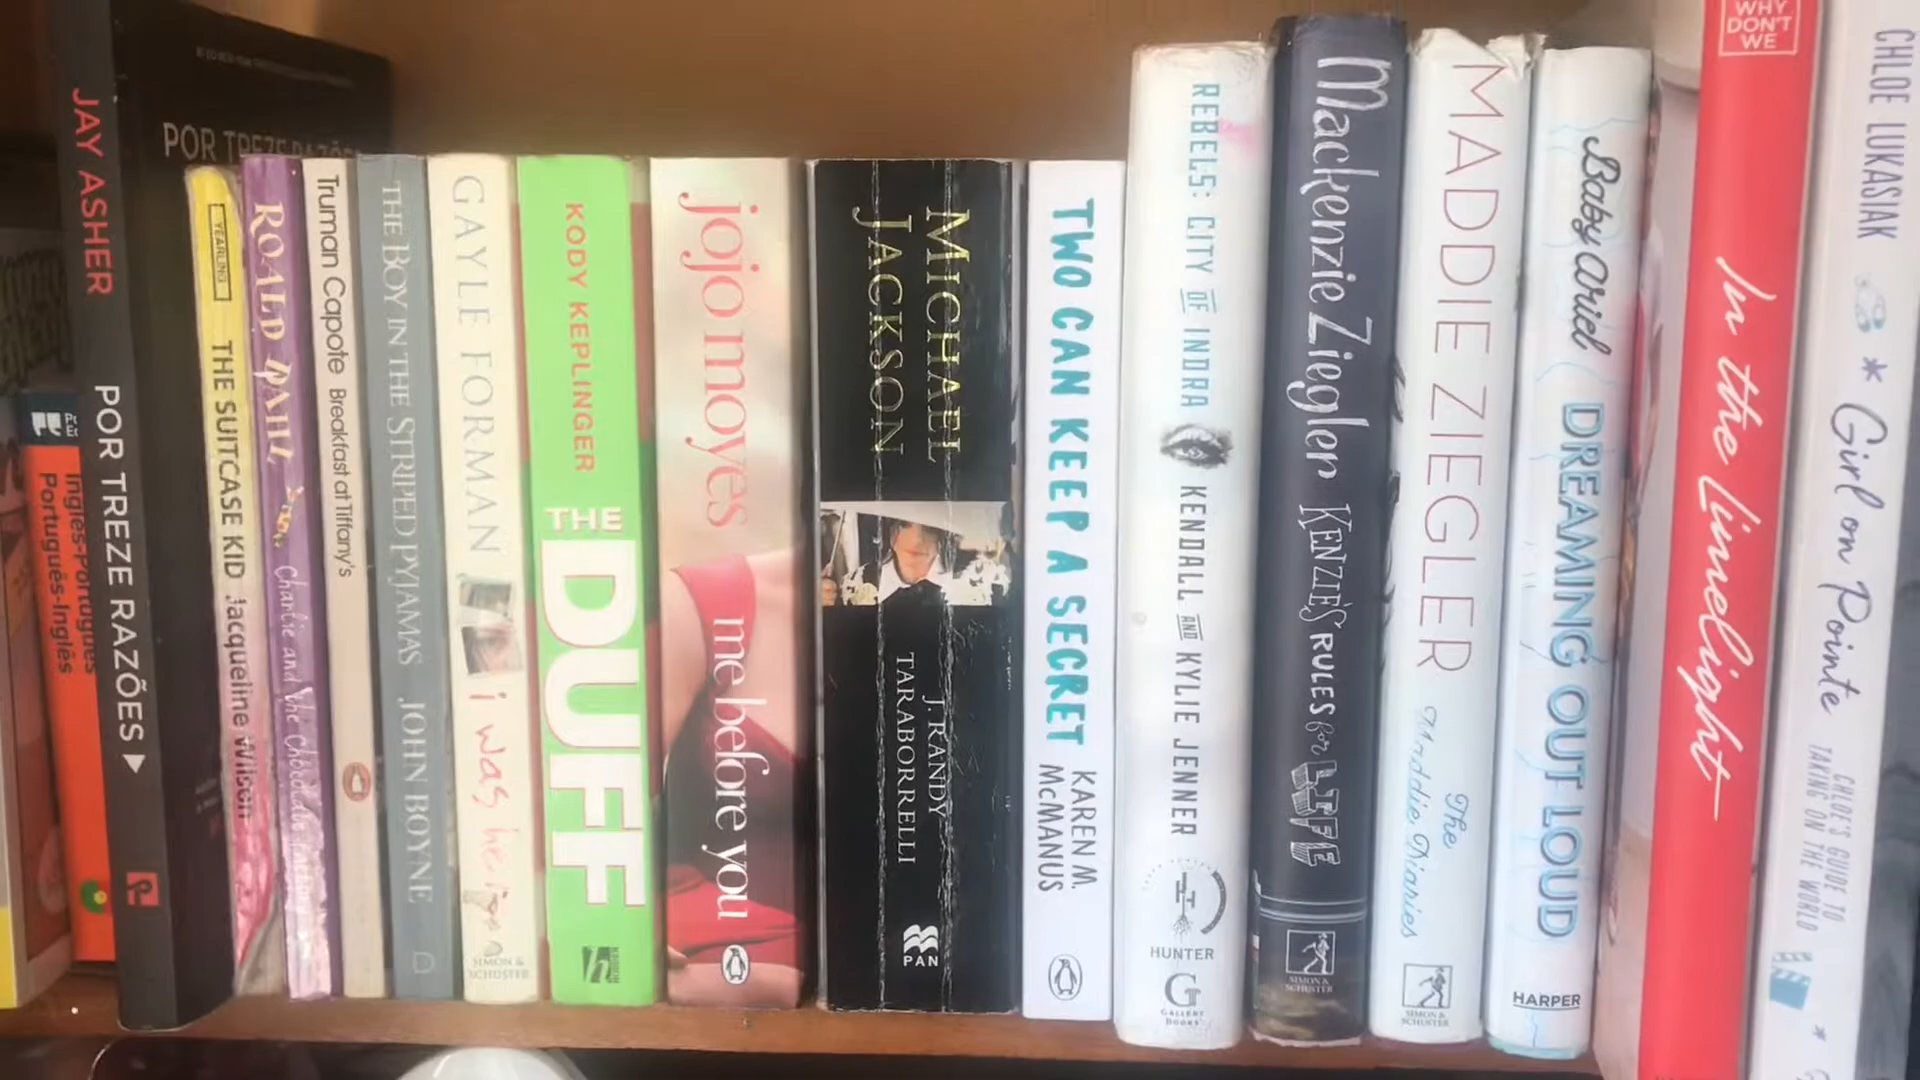 Inglês-Português
Português-Inglês
JAY ASHER
POR TREZE RAZÕES
POR TREZE RAZÕES
YEARLING
THE SUITCASE KID Jacqueline Wilson
ROALD DAHL Charlie and the Chocolate Factory
Truman Capote Breakfast at Tiffany's
THE BOY IN THE STRIPED PYJAMAS JOHN BOYNE
GAYLE FORMAN
i was here
SIMON &
SCHUSTER
KODY KEPLINGER
THE
DUFF
h
jojo moyes
me before you
MICHAEL
JACKSON
J. RANDY
TARABORRELLI
PAN
TWO CAN KEEP A SECRET
KAREN M.
McMANUS
REBELS: CITY OF INDRA
KENDALL AND KYLIE JENNER
HUNTER
G
GALLERY
BOOKS
Mackenzie Ziegler KENZIE'S RULES for LIFE
SIMON &
SCHUSTER
MADDIE ZIEGLER
The
Maddie Diaries
SIMON &
SCHUSTER
Baby Ariel DREAMING OUT LOUD
HARPER
WHY
DON'T
WE
In the Limelight
CHLOE LUKASIAK
* Girl on Pointe
CHLOE'S GUIDE TO
TAKING ON THE WORLD
*